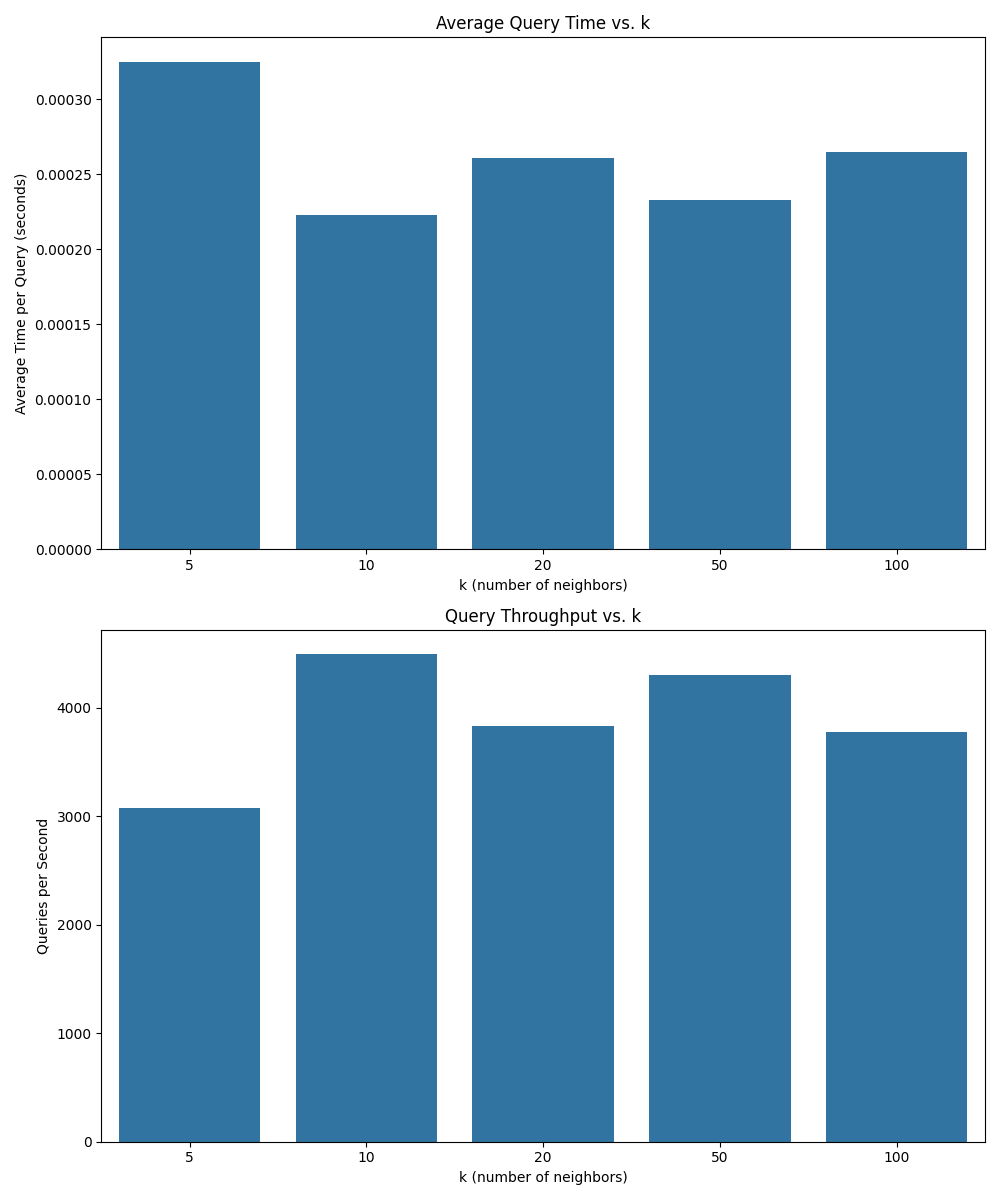 Average Query Time vs. k
Average Time per Query (seconds)
0.00030
0.00025
0.00020
0.00015
0.00010
0.00005
0.00000
5 10 20 50 100
k (number of neighbors)
Query Throughput vs. k
Queries per Second
4000
3000
2000
1000
0
5 10 20 50 100
k (number of neighbors)